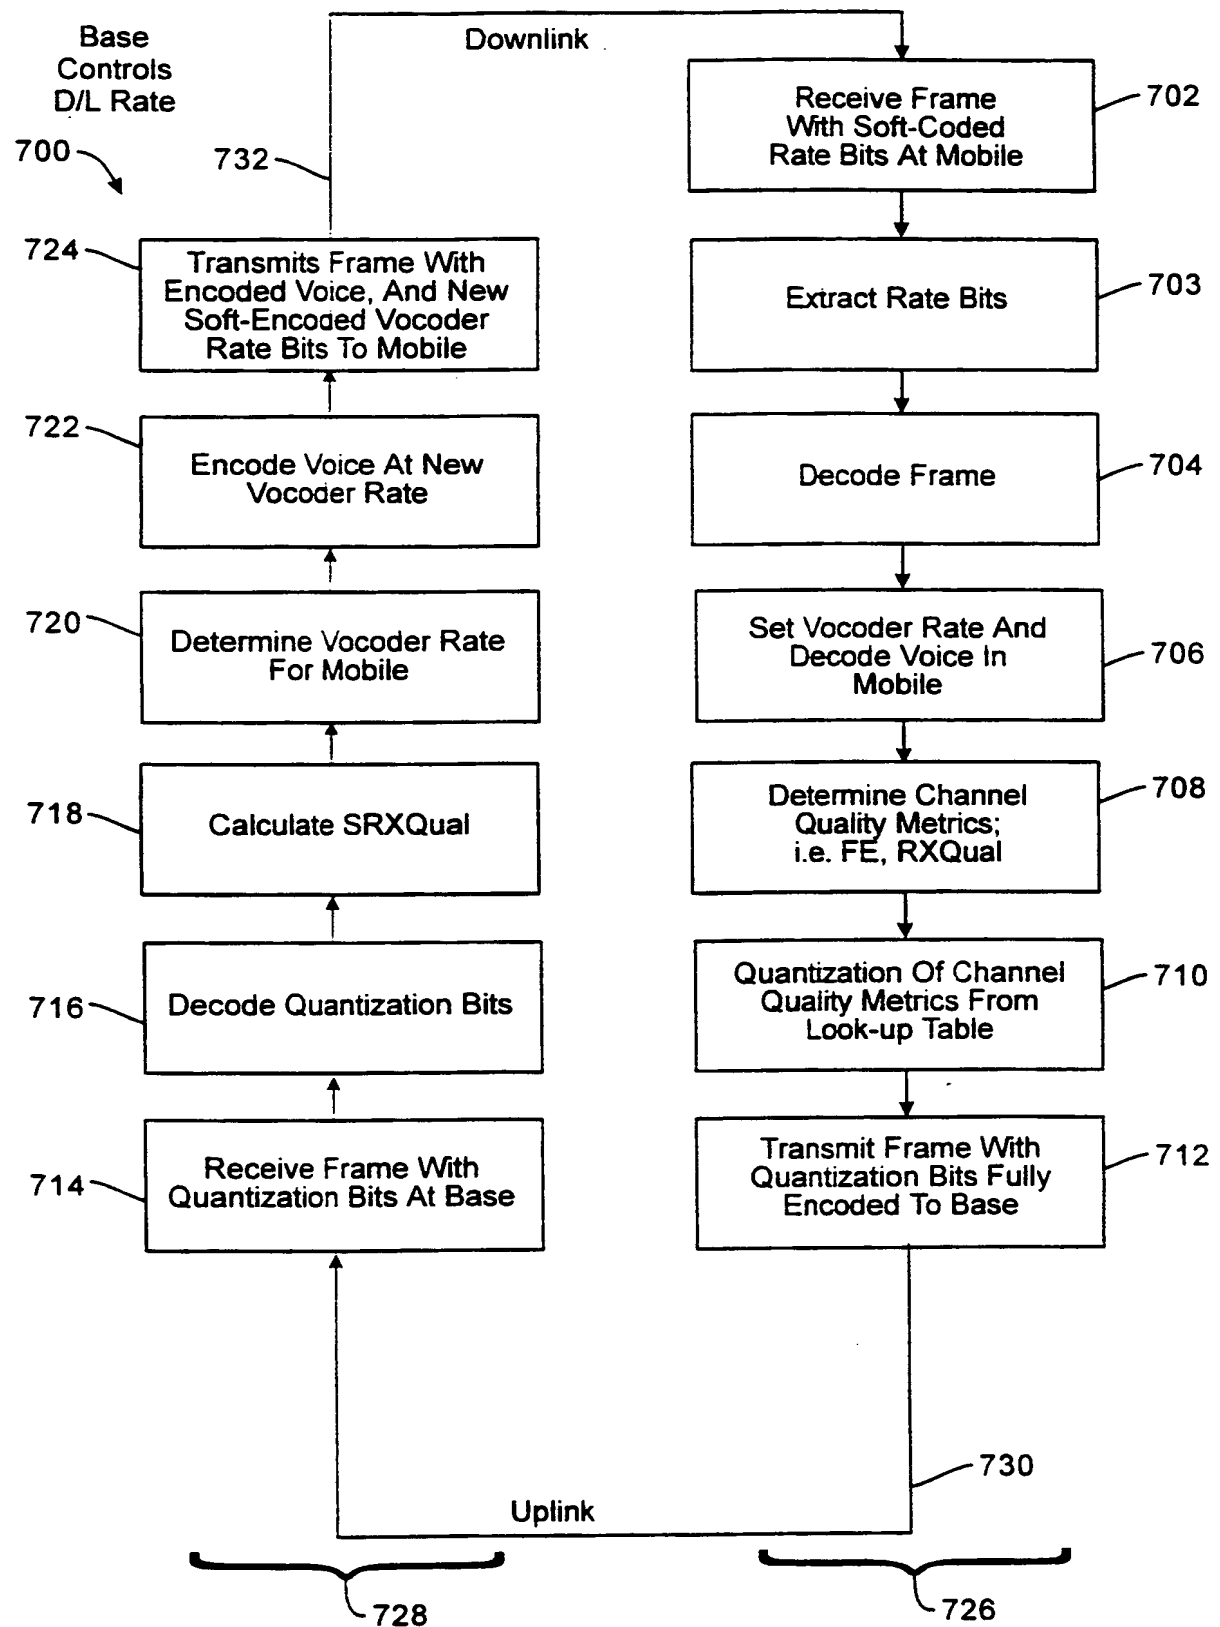 Base
Controls
D/L Rate
700
732
Downlink
724
Transmits Frame With
Encoded Voice, And New
Soft-Encoded Vocoder
Rate Bits To Mobile
722
Encode Voice At New
Vocoder Rate
720
Determine Vocoder Rate
For Mobile
718
Calculate SRXQual
716
Decode Quantization Bits
714
Receive Frame With
Quantization Bits At Base
Receive Frame
With Soft-Coded
Rate Bits At Mobile
702
Extract Rate Bits
703
Decode Frame
704
Set Vocoder Rate And
Decode Voice In
Mobile
706
Determine Channel
Quality Metrics;
i.e. FE, RXQual
708
Quantization Of Channel
Quality Metrics From
Look-up Table
710
Transmit Frame With
Quantization Bits Fully
Encoded To Base
712
730
Uplink
728
726